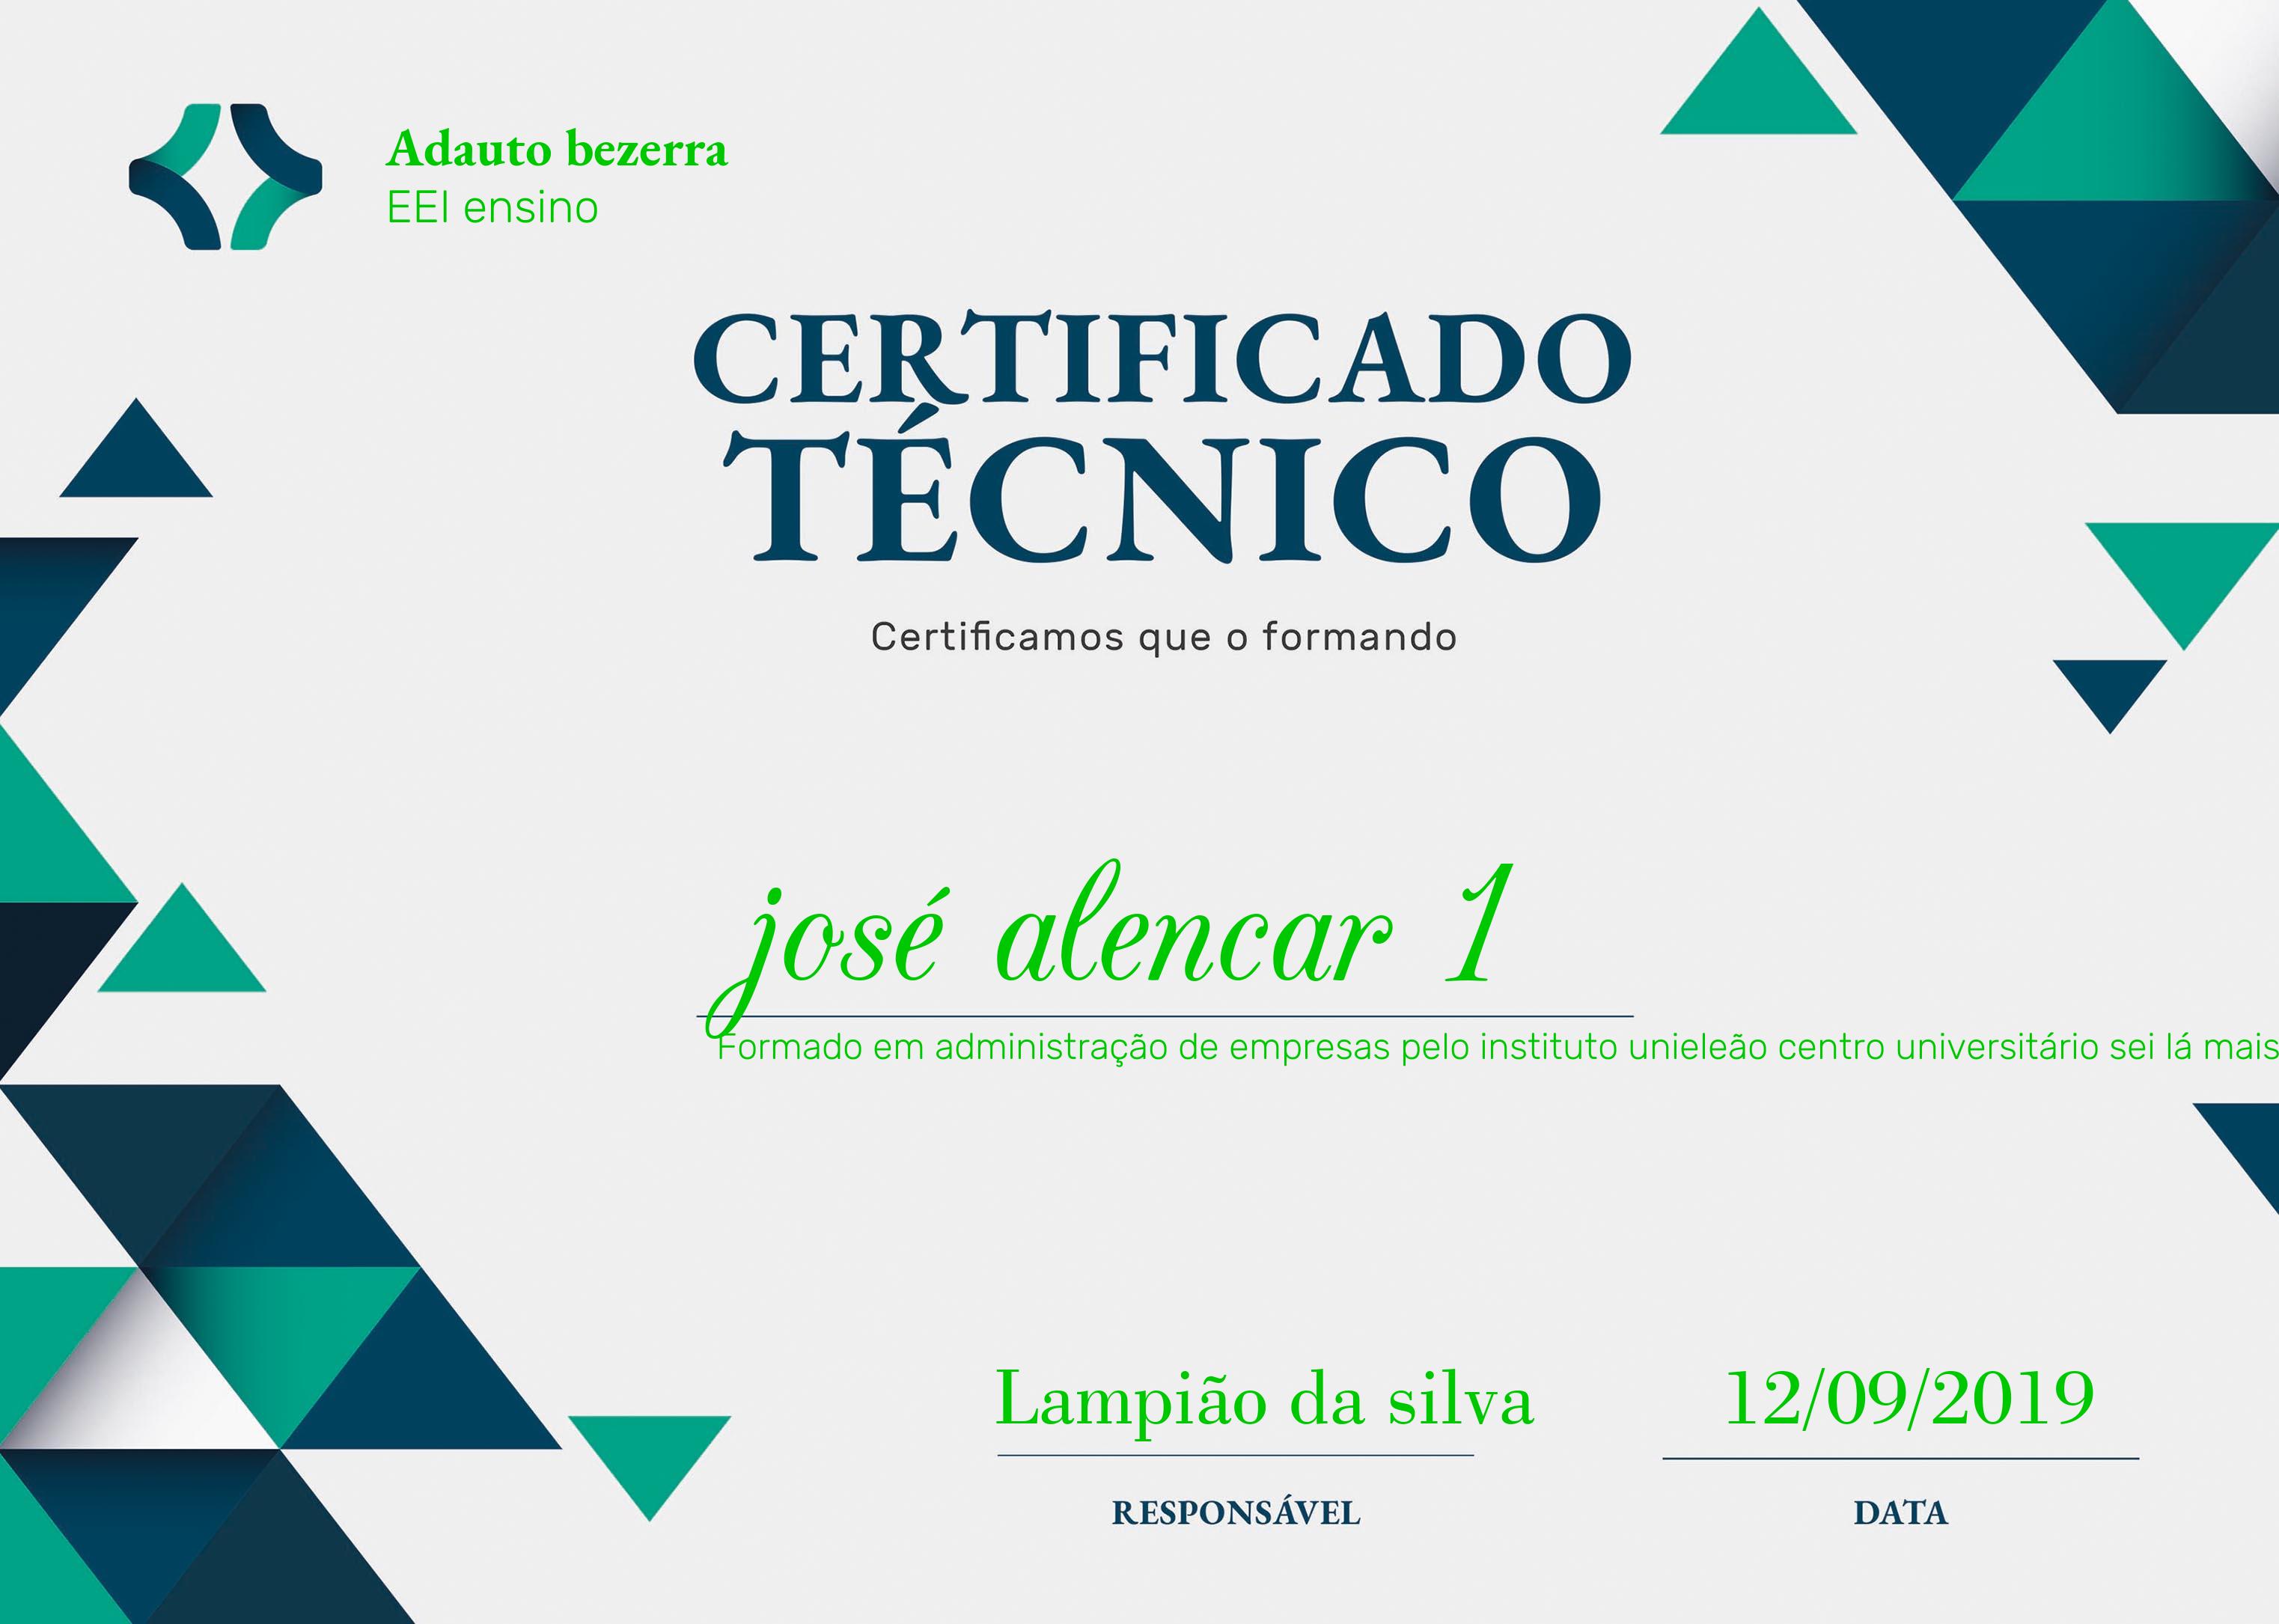 Adauto bezerra
EEI ensino
CERTIFICADO
TÉCNICO
Certificamos que o formando
josé alencar 1
Formado em administração de empresas pelo instituto unieleão centro universitário sei lá mais
Lampião da silva
12/09/2019
RESPONSÁVEL
DATA